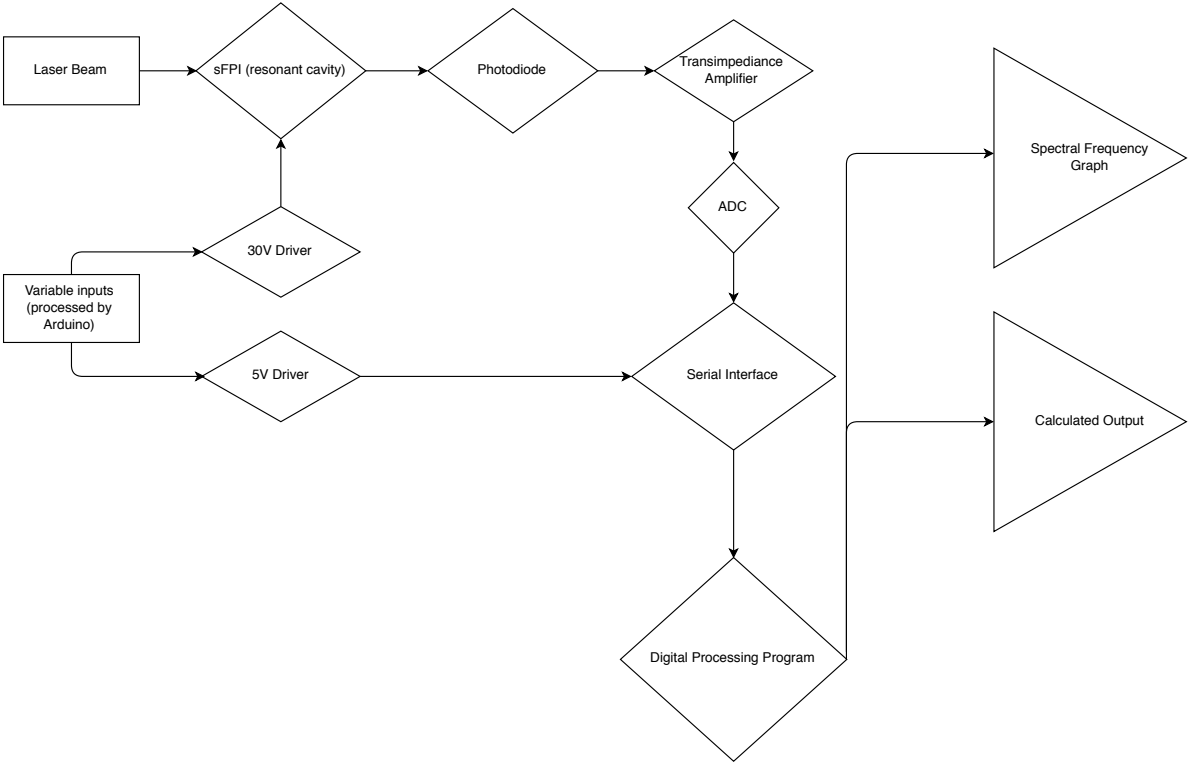 Laser Beam
sFPI (resonant cavity)
Photodiode
Transimpedance
Amplifier
Spectral Frequency
Graph
ADC
30V Driver
Variable inputs
(processed by
Arduino)
5V Driver
Serial Interface
Calculated Output
Digital Processing Program